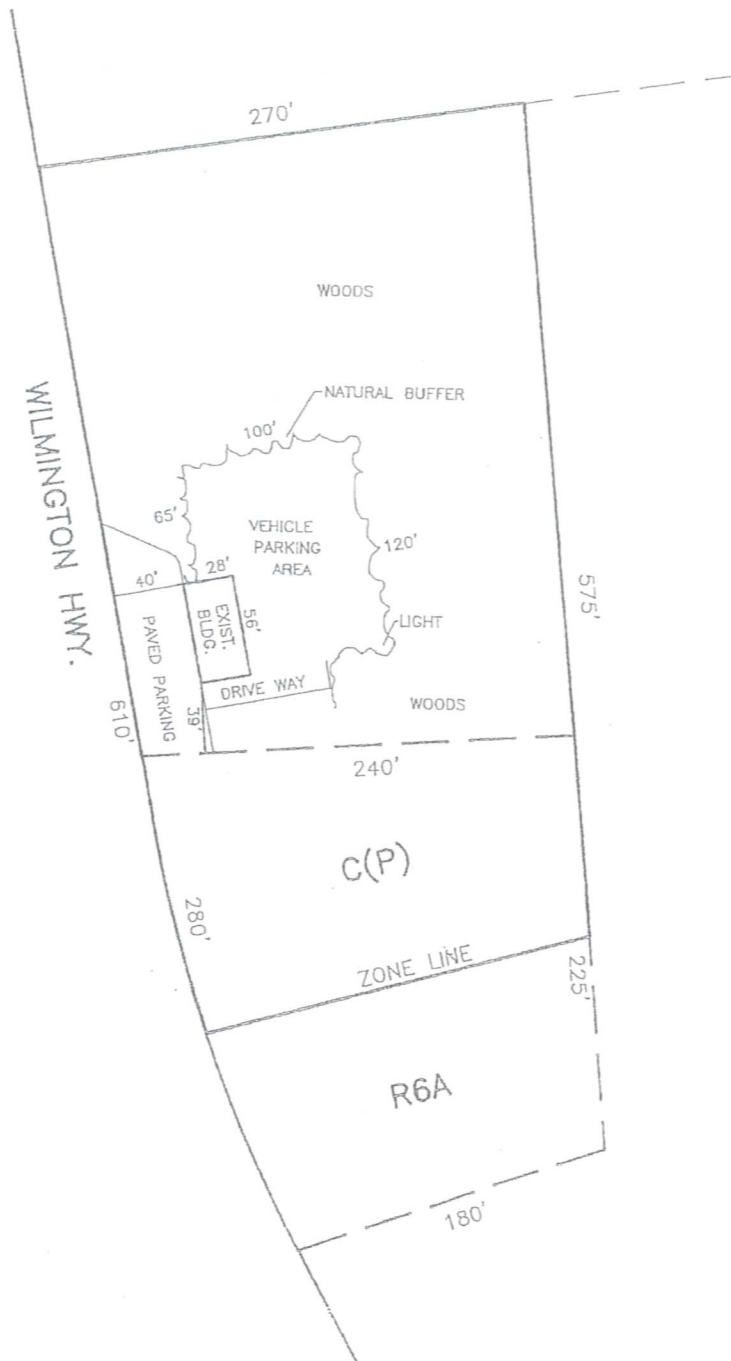 270'
WOODS
NATURAL BUFFER
100'
65'
VEHICLE
PARKING
AREA
120'
WILMINGTON HWY.
40'
28'
56'
EXIST.
BLDG.
575'
LIGHT
PAVED PARKING
DRIVE WAY
WOODS
610'
39'
240'
C(P)
280'
ZONE LINE
225'
R6A
180'